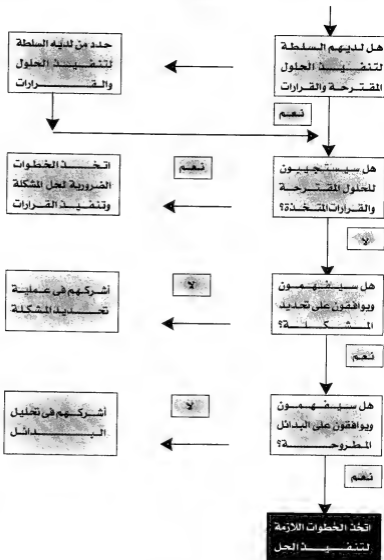 هل لديهم السلطة
لتنفيذ الحلول
المقترحة والقرارات
حدد من لديه السلطة
لتنفيذ الحلول
والقرارات
نعم
هل سيستجيبون
للحلول المقترحة
والقرارات المتخذة؟
نعم
اتخذ الخطوات
الضرورية لحل المشكلة
وتنفيذ القرارات
لا
هل سيفهمون
ويوافقون على تحديد
المشكلة؟
لا
أشركهم فى عملية
تحديد المشكلة
نعم
هل سيفهمون
ويوافقون على البدائل
المطروحة؟
لا
أشركهم فى تحليل
البدائل
نعم
اتخذ الخطوات اللازمة
لتنفيذ الحل